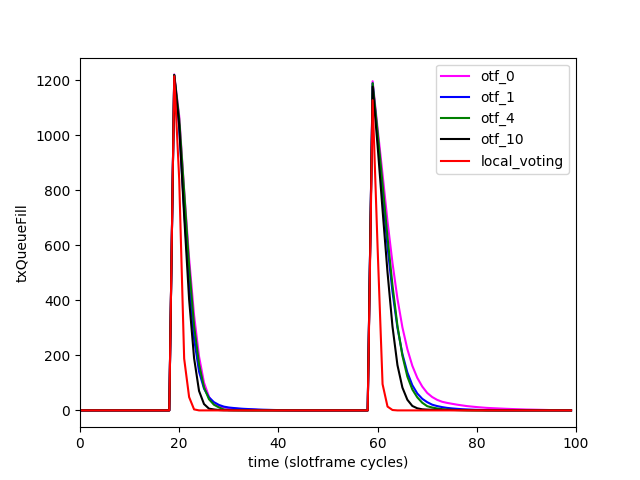 1200
1000
800
600
400
200
0
txQueueFill
0 20 40 60 80 100
time (slotframe cycles)
otf_0
otf_1
otf_4
otf_10
local_voting